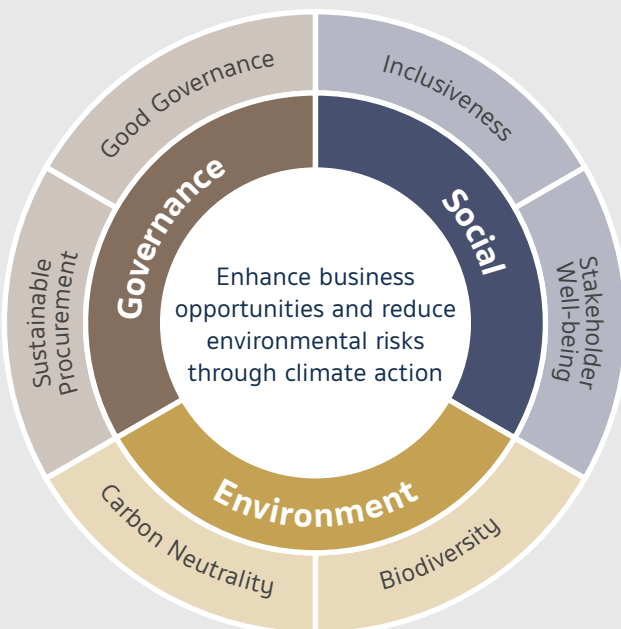 Good Governance
Inclusiveness
Governance
Social
Sustainable
Procurement
Enhance business
opportunities and reduce
environmental risks
through climate action
Stakeholder
Well-being
Environment
Carbon Neutrality
Biodiversity